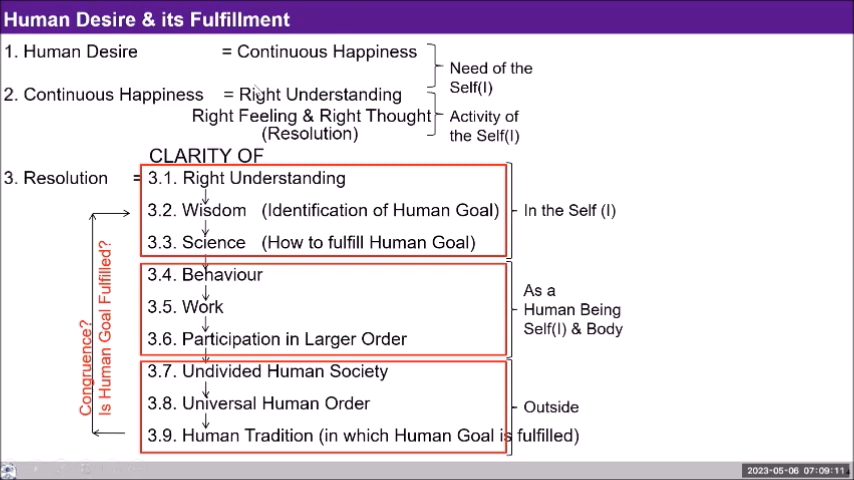 Human Desire & its Fulfillment
1. Human Desire = Continuous Happiness
Need of the
Self(I)
2. Continuous Happiness = Right Understanding
Right Feeling & Right Thought
(Resolution)
Activity of
the Self(I)
CLARITY OF
3. Resolution = 3.1. Right Understanding
3.2. Wisdom (Identification of Human Goal)
3.3. Science (How to fulfill Human Goal)
In the Self (I)
3.4. Behaviour
3.5. Work
3.6. Participation in Larger Order
As a
Human Being
Self(I) & Body
3.7. Undivided Human Society
3.8. Universal Human Order
3.9. Human Tradition (in which Human Goal is fulfilled)
Outside
Congruence?
Is Human Goal Fulfilled?
2023-05-06 07:09:11